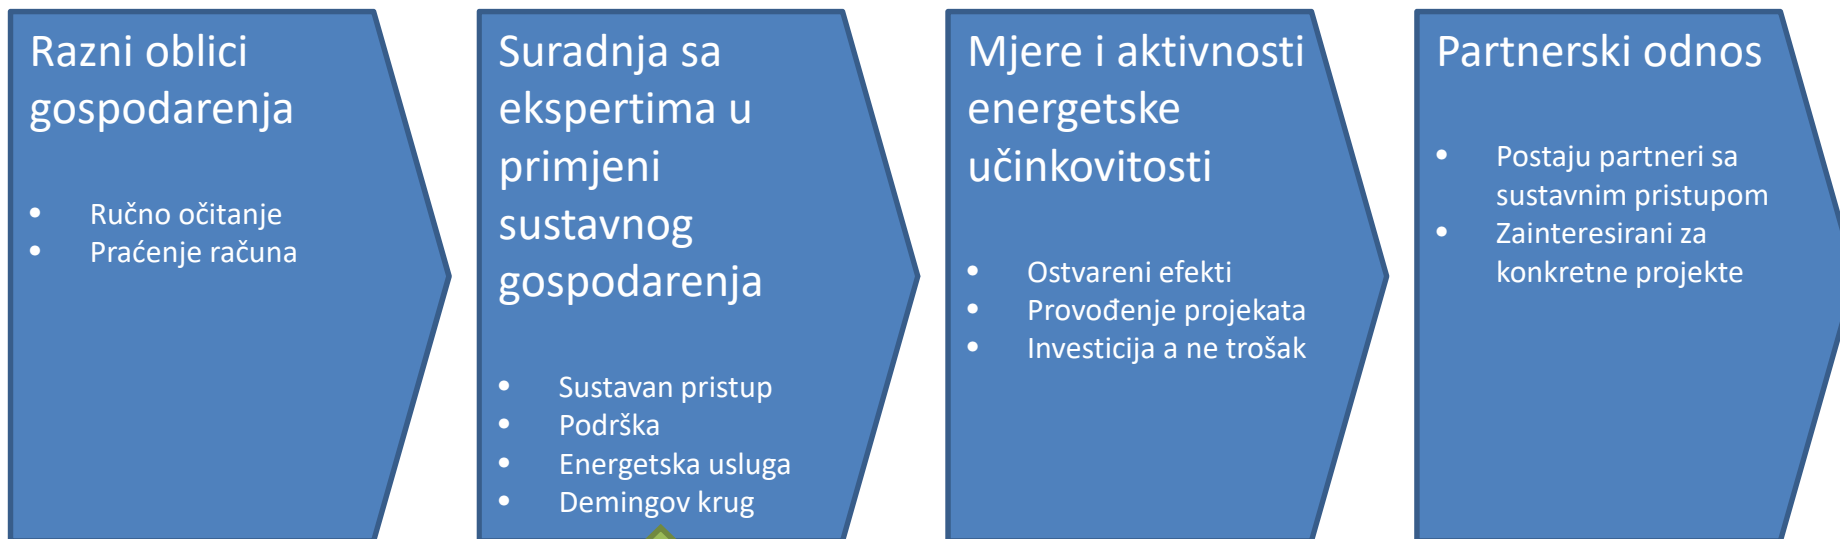 Razni oblici
gospodarenja
• Ručno očitanje
• Praćenje računa
Suradnja sa
ekspertima u
primjeni
sustavnog
gospodarenja
• Sustavan pristup
• Podrška
• Energetska usluga
• Demingov krug
Mjere i aktivnosti
energetske
učinkovitosti
• Ostvareni efekti
• Provođenje projekata
• Investicija a ne trošak
Partnerski odnos
• Postaju partneri sa
sustavnim pristupom
• Zainteresirani za
konkretne projekte